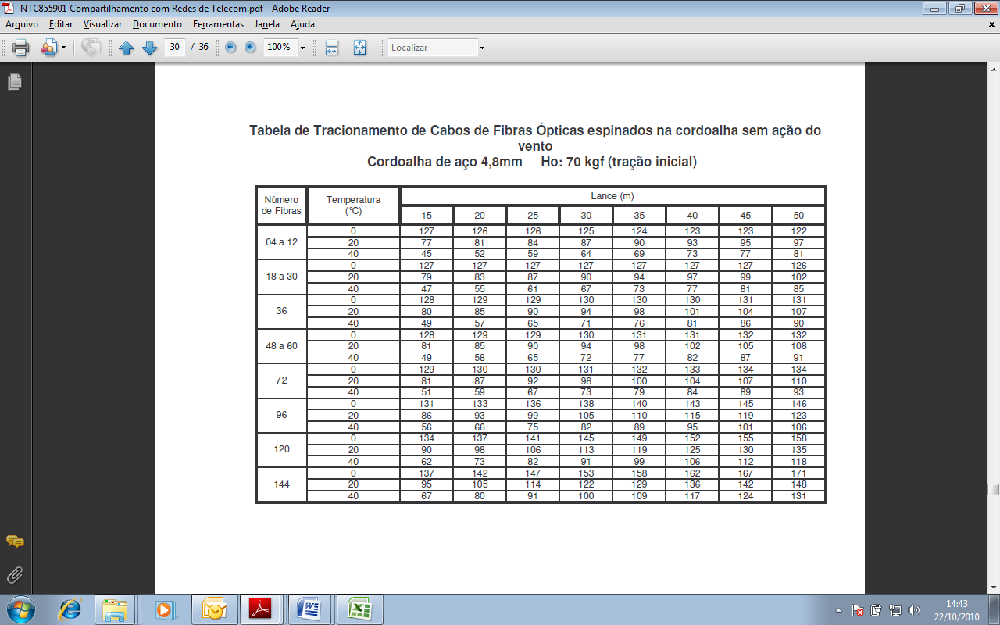 NTC855901 Compartilhamento com Redes de Telecom.pdf - Adobe Reader
Arquivo Editar Visualizar Documento Ferramentas Janela Ajuda
30 / 36 100% Localizar
Tabela de Tracionamento de Cabos de Fibras Ópticas espinados na cordoalha sem ação do
vento
Cordoalha de aço 4,8mm Ho: 70 kgf (tração inicial)
Número de Fibras Temperatura (°C) Lance (m)
15 20 25 30 35 40 45 50
04 a 12 0 127 126 126 125 124 123 123 122
20 77 81 84 87 90 93 95 97
40 45 52 59 64 69 73 77 81
18 a 30 0 127 127 127 127 127 127 127 126
20 79 83 87 90 94 97 99 102
40 47 55 61 67 73 77 81 85
36 0 128 129 129 130 130 130 131 131
20 80 85 90 94 98 101 104 107
40 49 57 65 71 76 81 86 90
48 a 60 0 128 129 129 130 131 131 132 132
20 81 85 90 94 98 102 105 108
40 49 58 65 72 77 82 87 91
72 0 129 130 130 131 132 133 134 134
20 81 87 92 96 100 104 107 110
40 51 59 67 73 79 84 89 93
96 0 131 133 136 138 140 143 145 146
20 86 93 99 105 110 115 119 123
40 56 66 75 82 89 95 101 106
120 0 134 137 141 145 149 152 155 158
20 90 98 106 113 119 125 130 135
40 62 73 82 91 99 106 112 118
144 0 137 142 147 153 158 162 167 171
20 95 105 114 122 129 136 142 148
40 67 80 91 100 109 117 124 131
14:43
22/10/2010